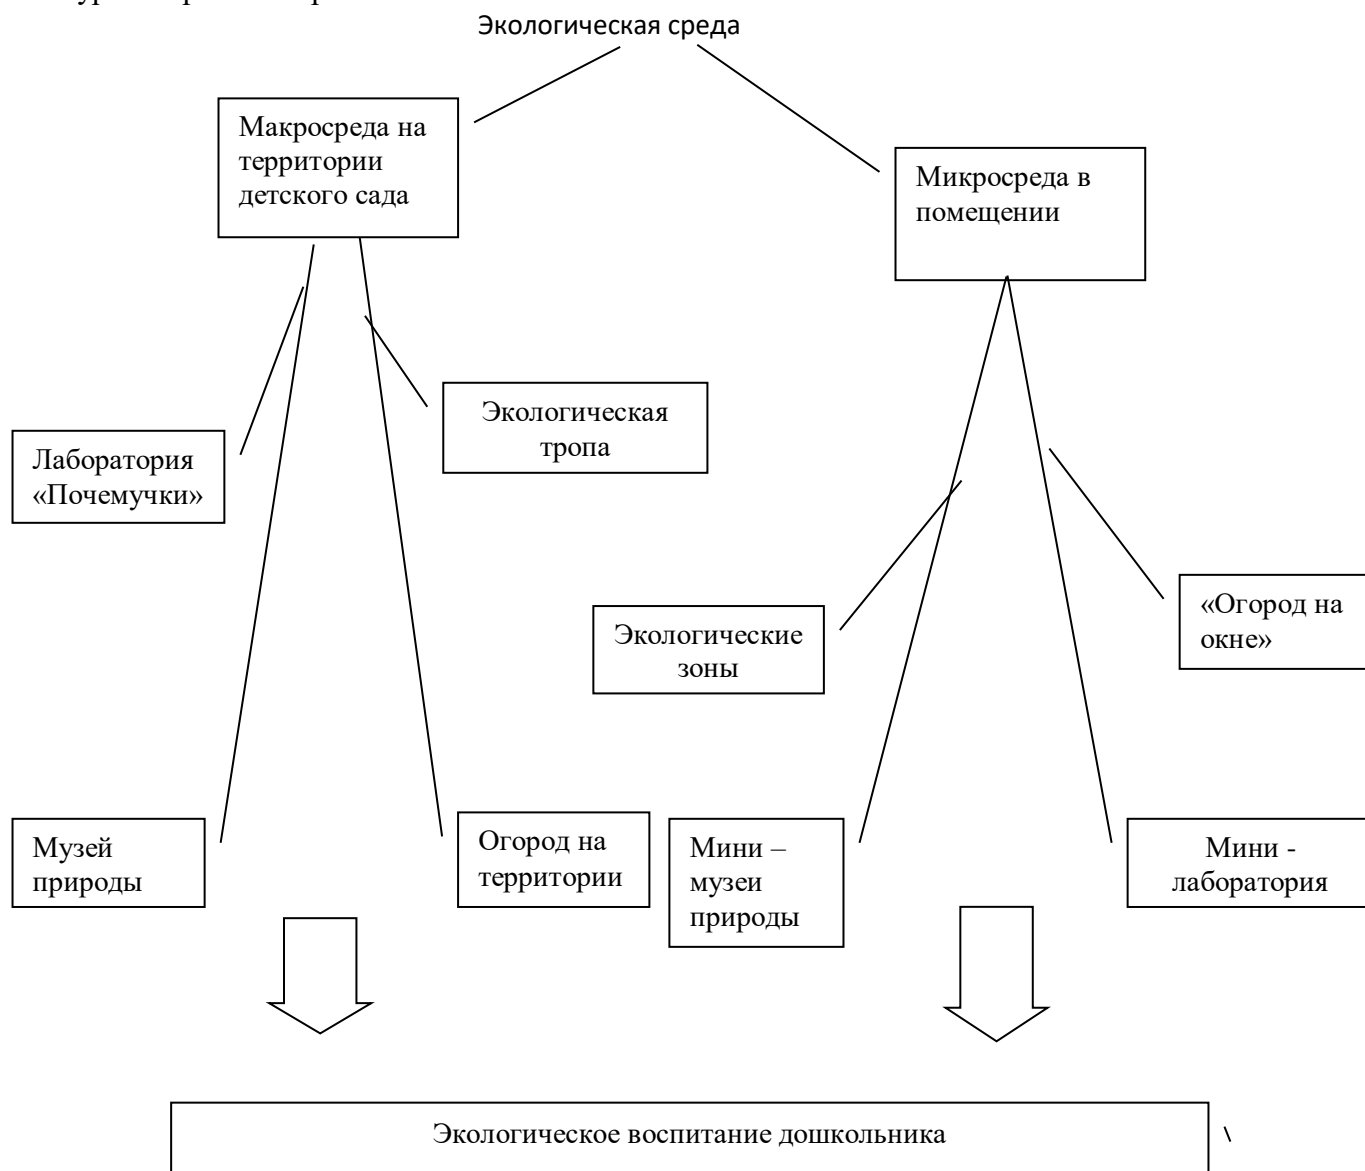 Экологическая среда
Макросреда на
территории
детского сада
Микросреда в
помещении
Экологическая
тропа
Лаборатория
«Почемучки»
«Огород на
окне»
Экологические
зоны
Музей
природы
Огород на
территории
Мини –
музеи
природы
Мини -
лаборатория
Экологическое воспитание дошкольника
\